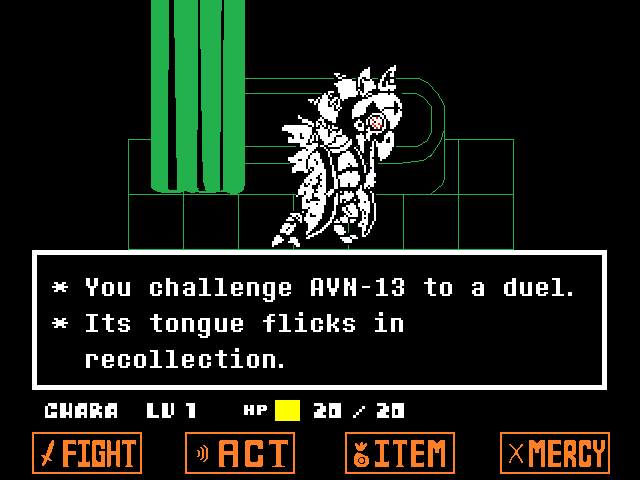 * You challenge AVN-13 to a duel.
* Its tongue flicks in
recollection.
CHARA LV 1 HP 20 / 20
FIGHT ACT ITEM MERCY